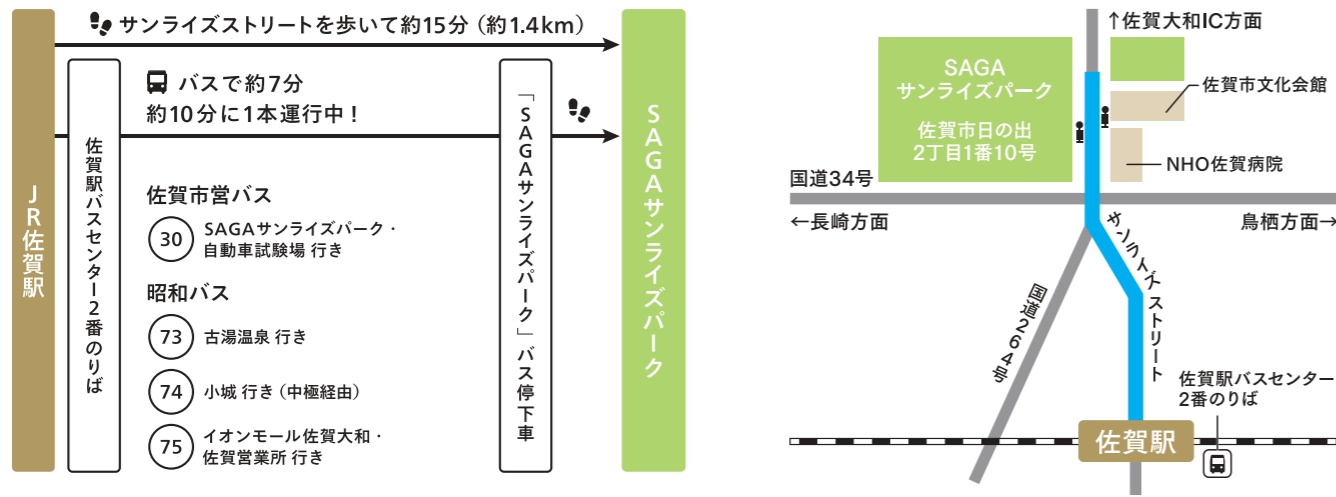 サンライズストリートを歩いて約15分（約1.4km）
JR佐賀駅
佐賀駅バスセンター2番のりば
バスで約7分
約10分に1本運行中！
佐賀市営バス
30 SAGAサンライズパーク・
自動車試験場 行き
昭和バス
73 古湯温泉 行き
74 小城 行き（中極経由）
75 イオンモール佐賀大和・
佐賀営業所 行き
「SAGAサンライズパーク」バス停下車
SAGAサンライズパーク
↑佐賀大和IC方面
SAGA
サンライズパーク
佐賀市日の出
2丁目1番10号
佐賀市文化会館
NHO佐賀病院
国道34号
←長崎方面
鳥栖方面→
サンライズストリート
国道264号
佐賀駅バスセンター
2番のりば
佐賀駅